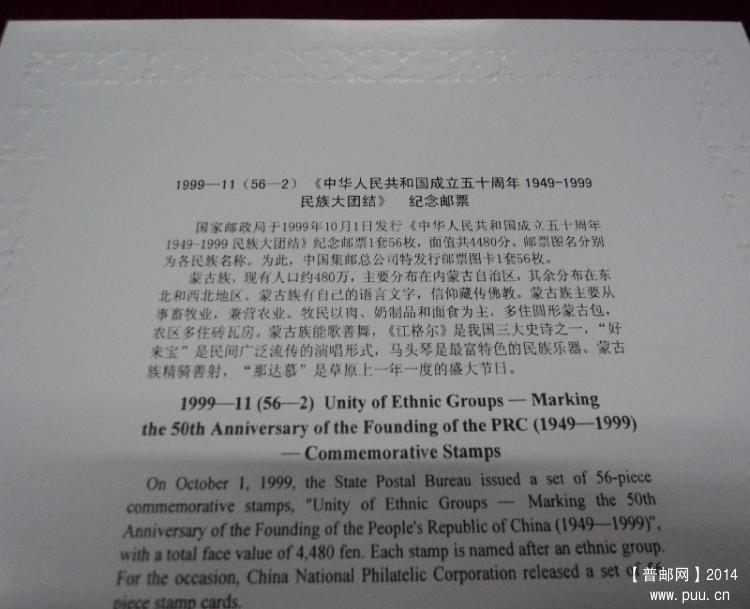 1999—11（56—2）《中华人民共和国成立五十周年 1949-1999
民族大团结》 纪念邮票
国家邮政局于1999年10月1日发行《中华人民共和国成立五十周年
1949-1999 民族大团结》纪念邮票1套56枚，面值共4480分、邮票图名分别
为各民族名称。为此，中国集邮总公司特发行邮票图卡1套56枚。
蒙古族，现有人口约480万，主要分布在内蒙古自治区，其余分布在东
北和西北地区。蒙古族有自己的语言文字，信仰藏传佛教。蒙古族主要从
事畜牧业，兼营农业。牧民以肉、奶制品和面食为主，多住圆形蒙古包，
农区多住砖瓦房。蒙古族能歌善舞，《江格尔》是我国三大史诗之一，“好
来宝”是民间广泛流传的演唱形式，马头琴是最富特色的民族乐器。蒙古
族精骑善射，“那达慕”是草原上一年一度的盛大节日。
1999—11 (56—2) Unity of Ethnic Groups — Marking
the 50th Anniversary of the Founding of the PRC (1949—1999)
— Commemorative Stamps
On October 1, 1999, the State Postal Bureau issued a set of 56-piece
commemorative stamps, "Unity of Ethnic Groups — Marking the 50th
Anniversary of the Founding of the People's Republic of China (1949—1999)",
with a total face value of 4,480 fen. Each stamp is named after an ethnic group.
For the occasion, China National Philatelic Corporation released a set of 56
piece stamp cards.
【普邮网】2014
www.puu.cn